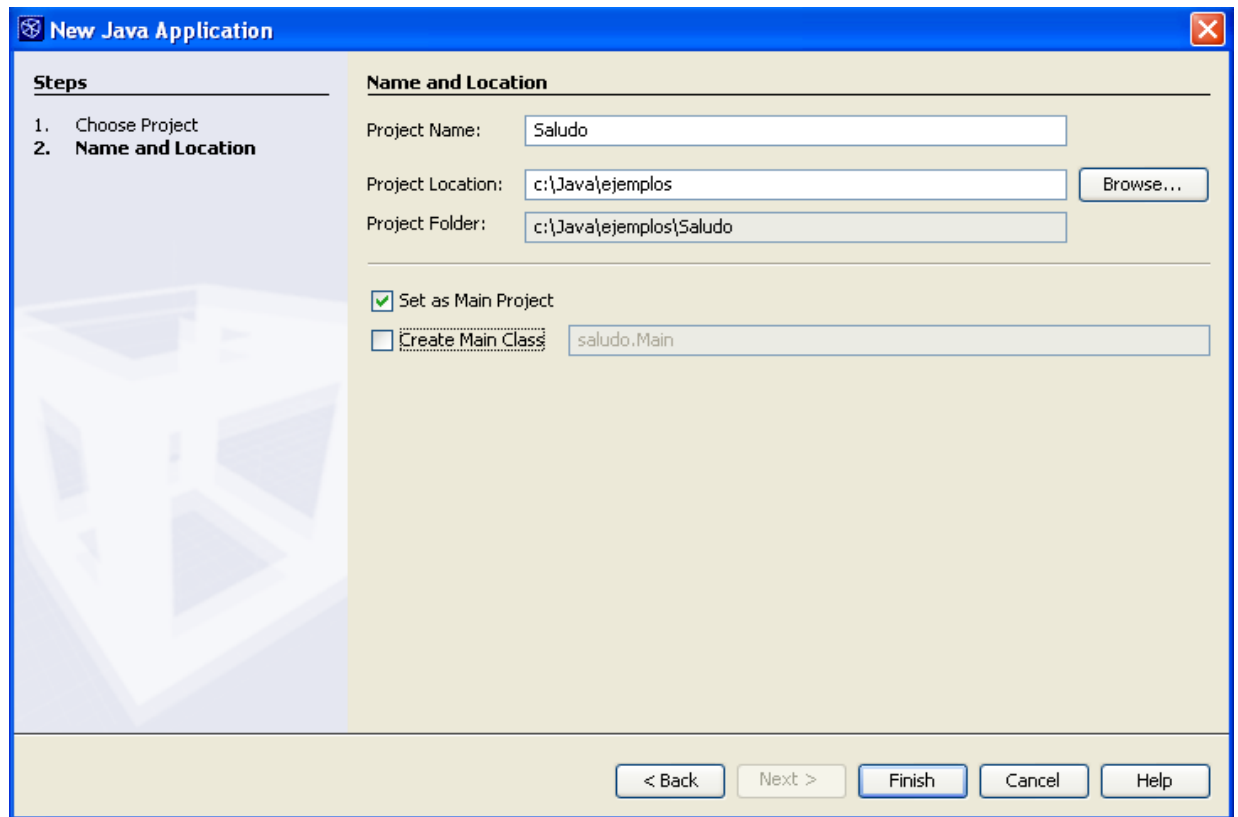 New Java Application
Steps
1. Choose Project
2. Name and Location
Name and Location
Project Name: Saludo
Project Location: c:\Java\ejemplos Browse...
Project Folder: c:\Java\ejemplos\Saludo
Set as Main Project
Create Main Class saludo.Main
< Back Next > Finish Cancel Help